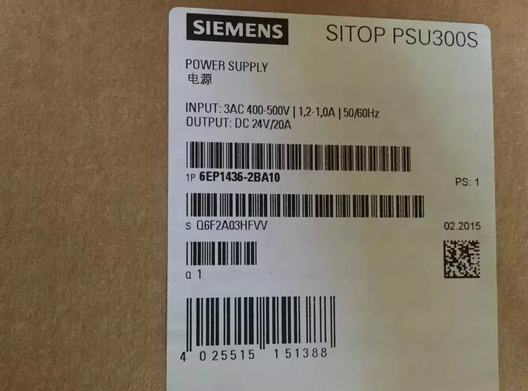 SIEMENS
SITOP PSU300S
POWER SUPPLY
电源
INPUT: 3AC 400-500V | 1,2-1,0A | 50/60Hz
OUTPUT: DC 24V/20A
1P 6EP1436-2BA10
PS: 1
S Q6F2A03HFVV
02.2015
Q 1
4 025515 151388